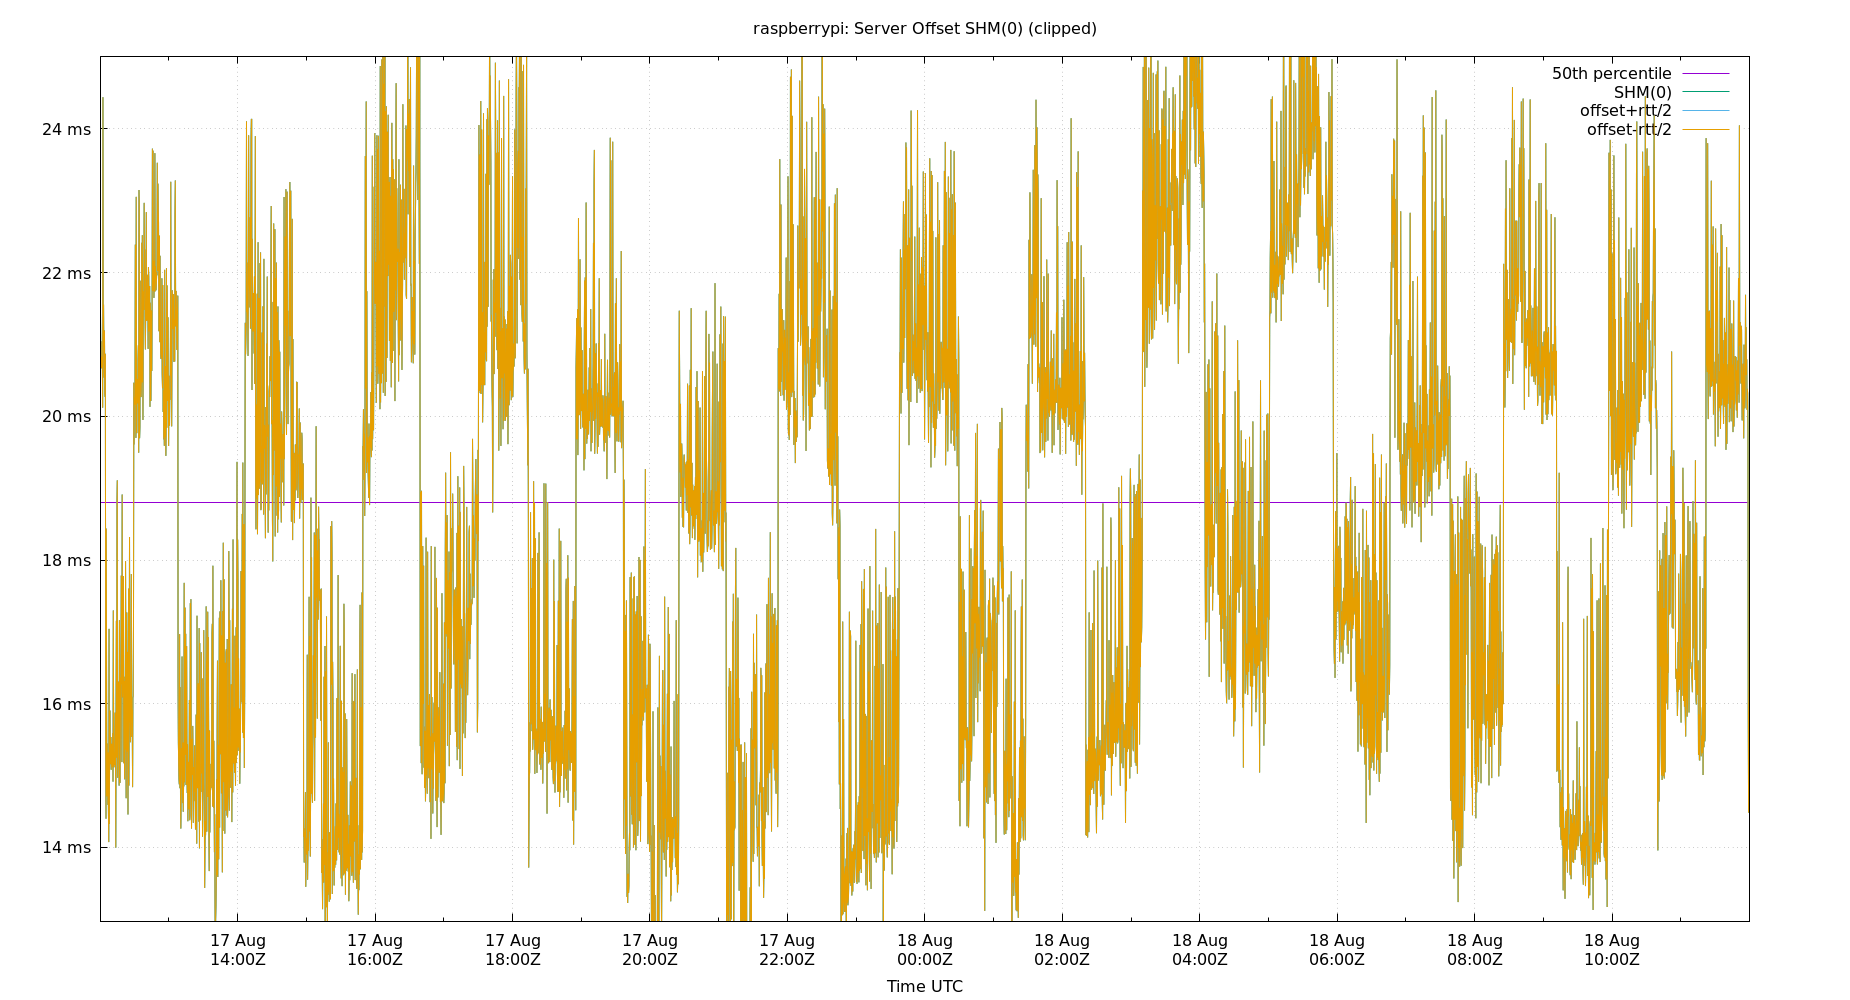 raspberrypi: Server Offset SHM(0) (clipped)
50th percentile
SHM(0)
offset+rtt/2
offset-rtt/2
24 ms
22 ms
20 ms
18 ms
16 ms
14 ms
17 Aug 17 Aug 17 Aug 17 Aug 17 Aug 18 Aug 18 Aug 18 Aug 18 Aug 18 Aug 18 Aug
14:00Z 16:00Z 18:00Z 20:00Z 22:00Z 00:00Z 02:00Z 04:00Z 06:00Z 08:00Z 10:00Z
Time UTC